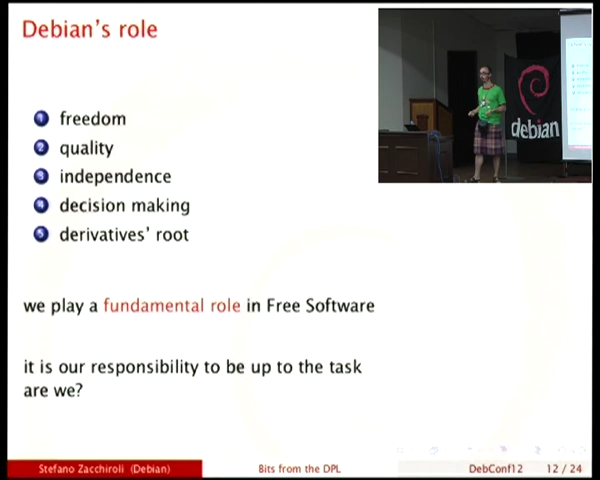 Debian's role
1 freedom
2 quality
3 independence
4 decision making
5 derivatives' root
we play a fundamental role in Free Software
it is our responsibility to be up to the task
are we?
debian
Stefano Zacchiroli (Debian)
Bits from the DPL
DebConf12
12 / 24